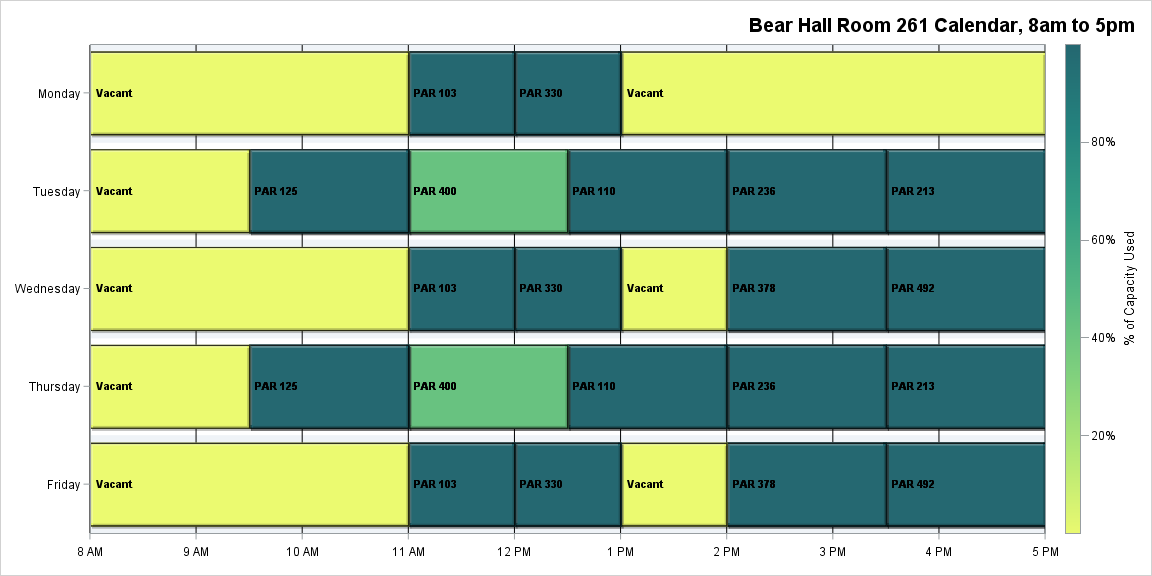 Bear Hall Room 261 Calendar, 8am to 5pm
Monday
Vacant
PAR 103
PAR 330
Vacant
Tuesday
Vacant
PAR 125
PAR 400
PAR 110
PAR 236
PAR 213
Wednesday
Vacant
PAR 103
PAR 330
Vacant
PAR 378
PAR 492
Thursday
Vacant
PAR 125
PAR 400
PAR 110
PAR 236
PAR 213
Friday
Vacant
PAR 103
PAR 330
Vacant
PAR 378
PAR 492
8 AM
9 AM
10 AM
11 AM
12 PM
1 PM
2 PM
3 PM
4 PM
5 PM
80%
60%
40%
20%
% of Capacity Used